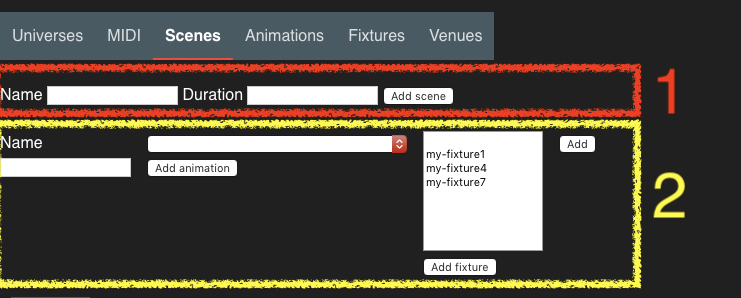 Universes MIDI Scenes Animations Fixtures Venues
Name Duration Add scene
1
Name
Add animation
my-fixture1
my-fixture4
my-fixture7
Add fixture
Add
2